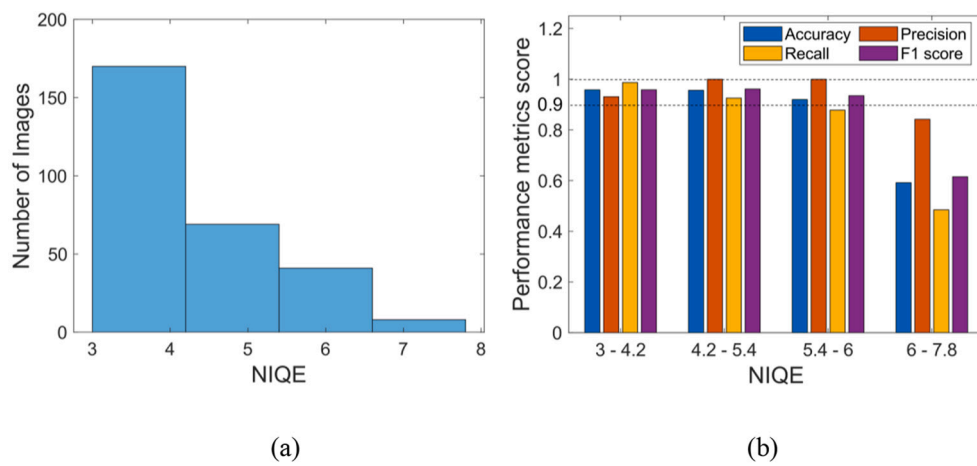 200
150
100
50
0
Number of Images
3 4 5 6 7 8
NIQE
(a)
1.2
1
0.9
0.8
0.6
0.4
0.2
0
Performance metrics score
Accuracy Precision
Recall F1 score
3 - 4.2 4.2 - 5.4 5.4 - 6 6 - 7.8
NIQE
(b)